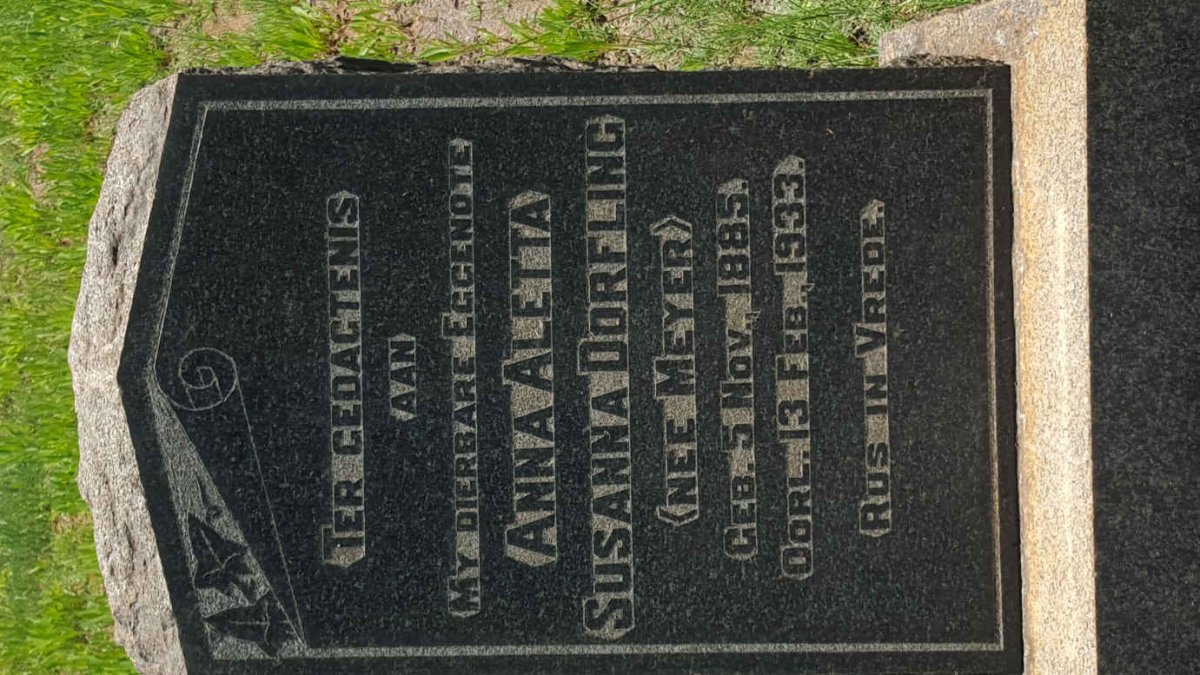 TER GEDAGTENIS
AAN
MY DIERBARE EGGENOTE
ANNA ALETTA
SUSANNA DORFLING
(NEE MEYER)
GEB. 5 NOV., 1885.
OORL. 13 FEB., 1933.
RUS IN VREDE.